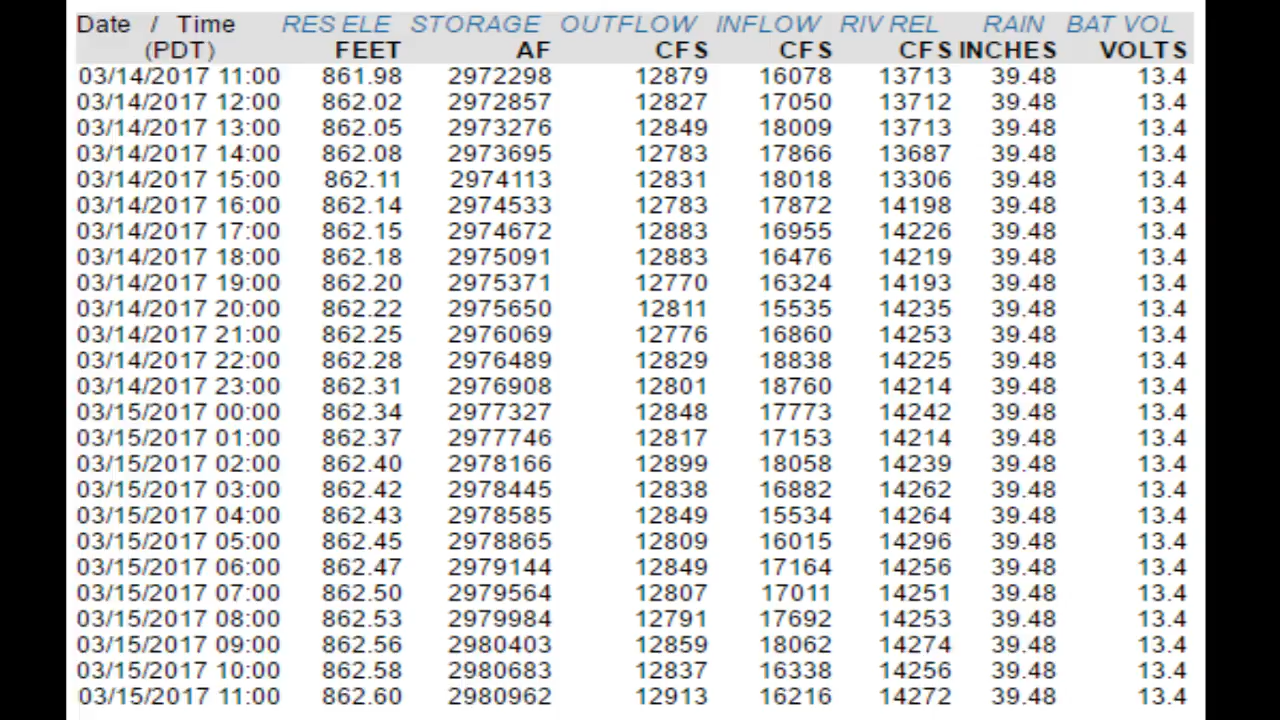 Date / Time RES ELE STORAGE OUTFLOW INFLOW RIV REL RAIN BAT VOL
(PDT) FEET AF CFS CFS CFS INCHES VOLTS
03/14/2017 11:00 861.98 2972298 12879 16078 13713 39.48 13.4
03/14/2017 12:00 862.02 2972857 12827 17050 13712 39.48 13.4
03/14/2017 13:00 862.05 2973276 12849 18009 13713 39.48 13.4
03/14/2017 14:00 862.08 2973695 12783 17866 13687 39.48 13.4
03/14/2017 15:00 862.11 2974113 12831 18018 13306 39.48 13.4
03/14/2017 16:00 862.14 2974533 12783 17872 14198 39.48 13.4
03/14/2017 17:00 862.15 2974672 12883 16955 14226 39.48 13.4
03/14/2017 18:00 862.18 2975091 12883 16476 14219 39.48 13.4
03/14/2017 19:00 862.20 2975371 12770 16324 14193 39.48 13.4
03/14/2017 20:00 862.22 2975650 12811 15535 14235 39.48 13.4
03/14/2017 21:00 862.25 2976069 12776 16860 14253 39.48 13.4
03/14/2017 22:00 862.28 2976489 12829 18838 14225 39.48 13.4
03/14/2017 23:00 862.31 2976908 12801 18760 14214 39.48 13.4
03/15/2017 00:00 862.34 2977327 12848 17773 14242 39.48 13.4
03/15/2017 01:00 862.37 2977746 12817 17153 14214 39.48 13.4
03/15/2017 02:00 862.40 2978166 12899 18058 14239 39.48 13.4
03/15/2017 03:00 862.42 2978445 12838 16882 14262 39.48 13.4
03/15/2017 04:00 862.43 2978585 12849 15534 14264 39.48 13.4
03/15/2017 05:00 862.45 2978865 12809 16015 14296 39.48 13.4
03/15/2017 06:00 862.47 2979144 12849 17164 14256 39.48 13.4
03/15/2017 07:00 862.50 2979564 12807 17011 14251 39.48 13.4
03/15/2017 08:00 862.53 2979984 12791 17692 14253 39.48 13.4
03/15/2017 09:00 862.56 2980403 12859 18062 14274 39.48 13.4
03/15/2017 10:00 862.58 2980683 12837 16338 14256 39.48 13.4
03/15/2017 11:00 862.60 2980962 12913 16216 14272 39.48 13.4